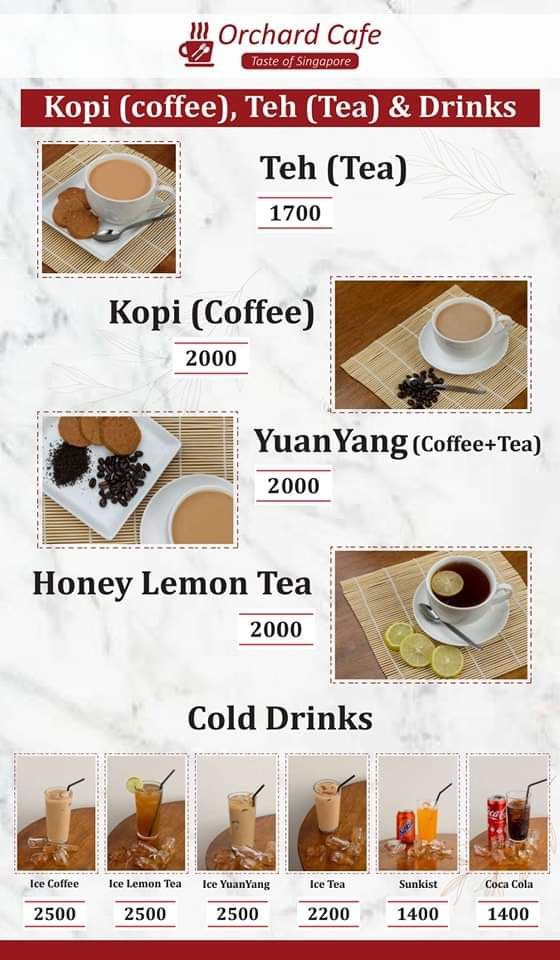 Orchard Cafe
Taste of Singapore
Kopi (coffee), Teh (Tea) & Drinks
Teh (Tea)
1700
Kopi (Coffee)
2000
YuanYang (Coffee+Tea)
2000
Honey Lemon Tea
2000
Cold Drinks
Ice Coffee
2500
Ice Lemon Tea
2500
Ice YuanYang
2500
Ice Tea
2200
Sunkist
1400
Coca Cola
1400